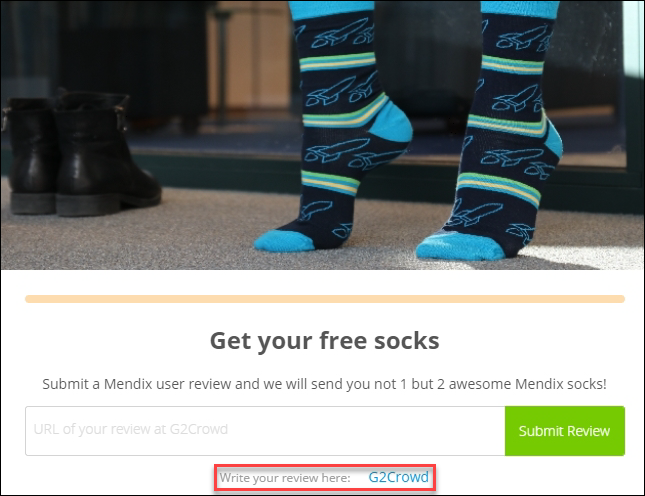 Get your free socks
Submit a Mendix user review and we will send you not 1 but 2 awesome Mendix socks!
URL of your review at G2Crowd
Submit Review
Write your review here: G2Crowd